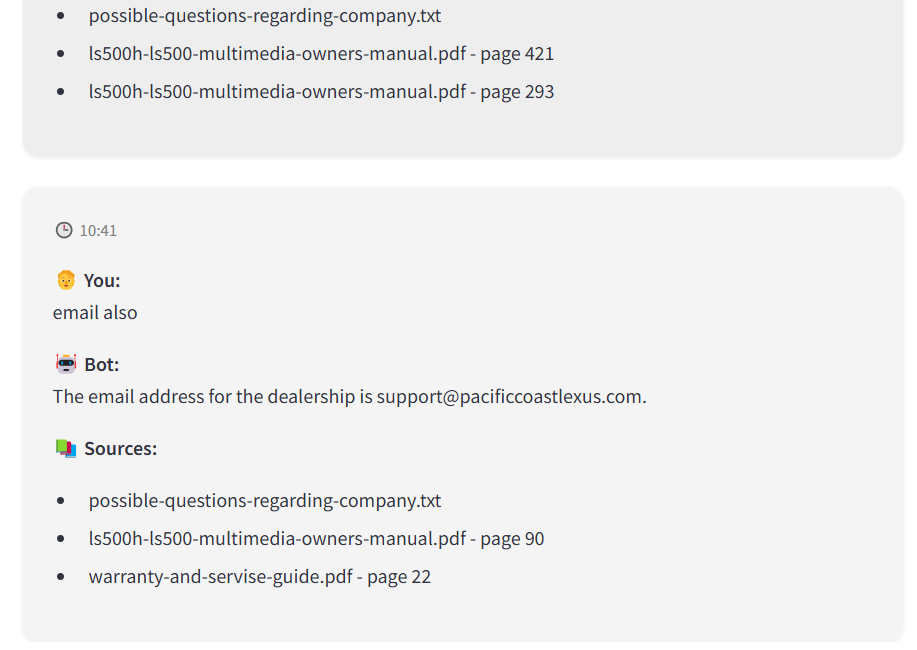 possible-questions-regarding-company.txt
ls500h-ls500-multimedia-owners-manual.pdf - page 421
ls500h-ls500-multimedia-owners-manual.pdf - page 293
10:41
You:
email also
Bot:
The email address for the dealership is support@pacificcoastlexus.com.
Sources:
possible-questions-regarding-company.txt
ls500h-ls500-multimedia-owners-manual.pdf - page 90
warranty-and-servise-guide.pdf - page 22